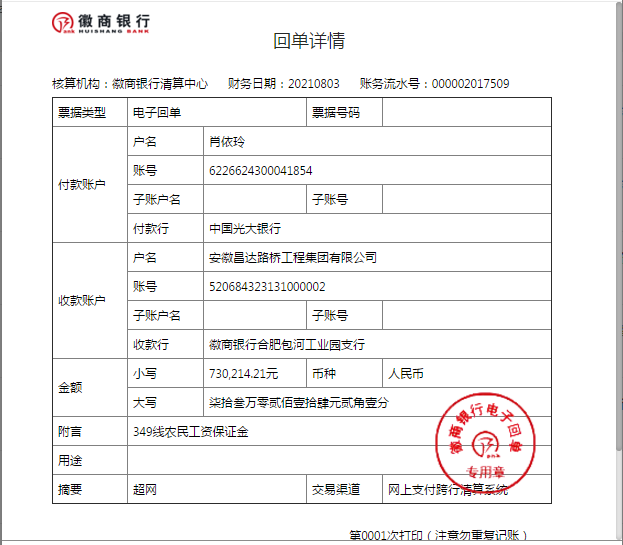 徽商银行
HUISHANG BANK
回单详情
核算机构：徽商银行清算中心 财务日期：20210803 账务流水号：000002017509
票据类型 电子回单 票据号码
付款账户
户名 肖依玲
账号 6226624300041854
子账户名 子账号
付款行 中国光大银行
收款账户
户名 安徽昌达路桥工程集团有限公司
账号 520684323131000002
子账户名 子账号
收款行 徽商银行合肥包河工业园支行
金额
小写 730,214.21元 币种 人民币
大写 柒拾叁万零贰佰壹拾肆元贰角壹分
附言 349线农民工资保证金
用途
摘要 超网 交易渠道 网上支付跨行清算系统
徽商银行电子回单
专用章
第0001次打印（注意勿重复记账）